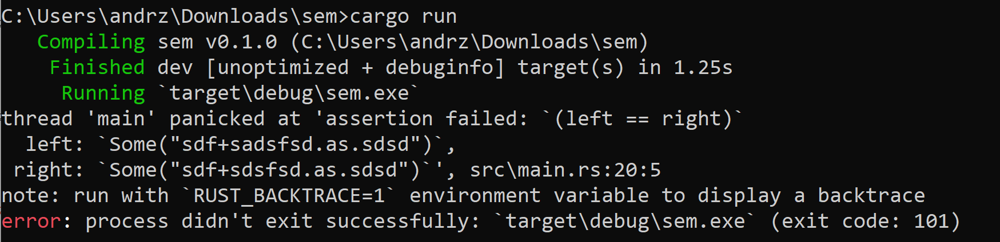 C:\Users\andrz\Downloads\sem>cargo run
Compiling sem v0.1.0 (C:\Users\andrz\Downloads\sem)
Finished dev [unoptimized + debuginfo] target(s) in 1.25s
Running `target\debug\sem.exe`
thread 'main' panicked at 'assertion failed: `(left == right)`
left: `Some("sdf+sadsfsd.as.sdsd")`,
right: `Some("sdf+sdsfsd.as.sdsd")`', src\main.rs:20:5
note: run with `RUST_BACKTRACE=1` environment variable to display a backtrace
error: process didn't exit successfully: `target\debug\sem.exe` (exit code: 101)